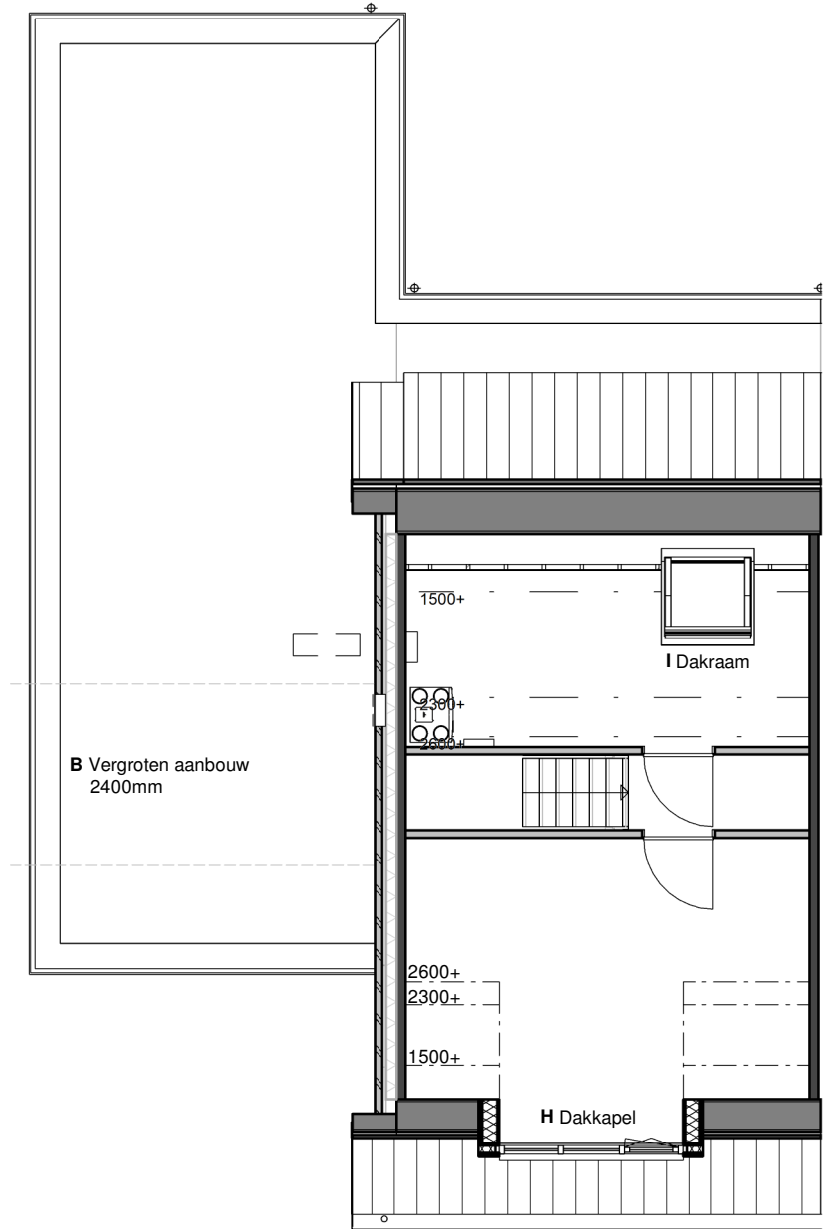 1500+
I Dakraam
2300+
2600+
B Vergroten aanbouw
2400mm
2600+
2300+
1500+
H Dakkapel